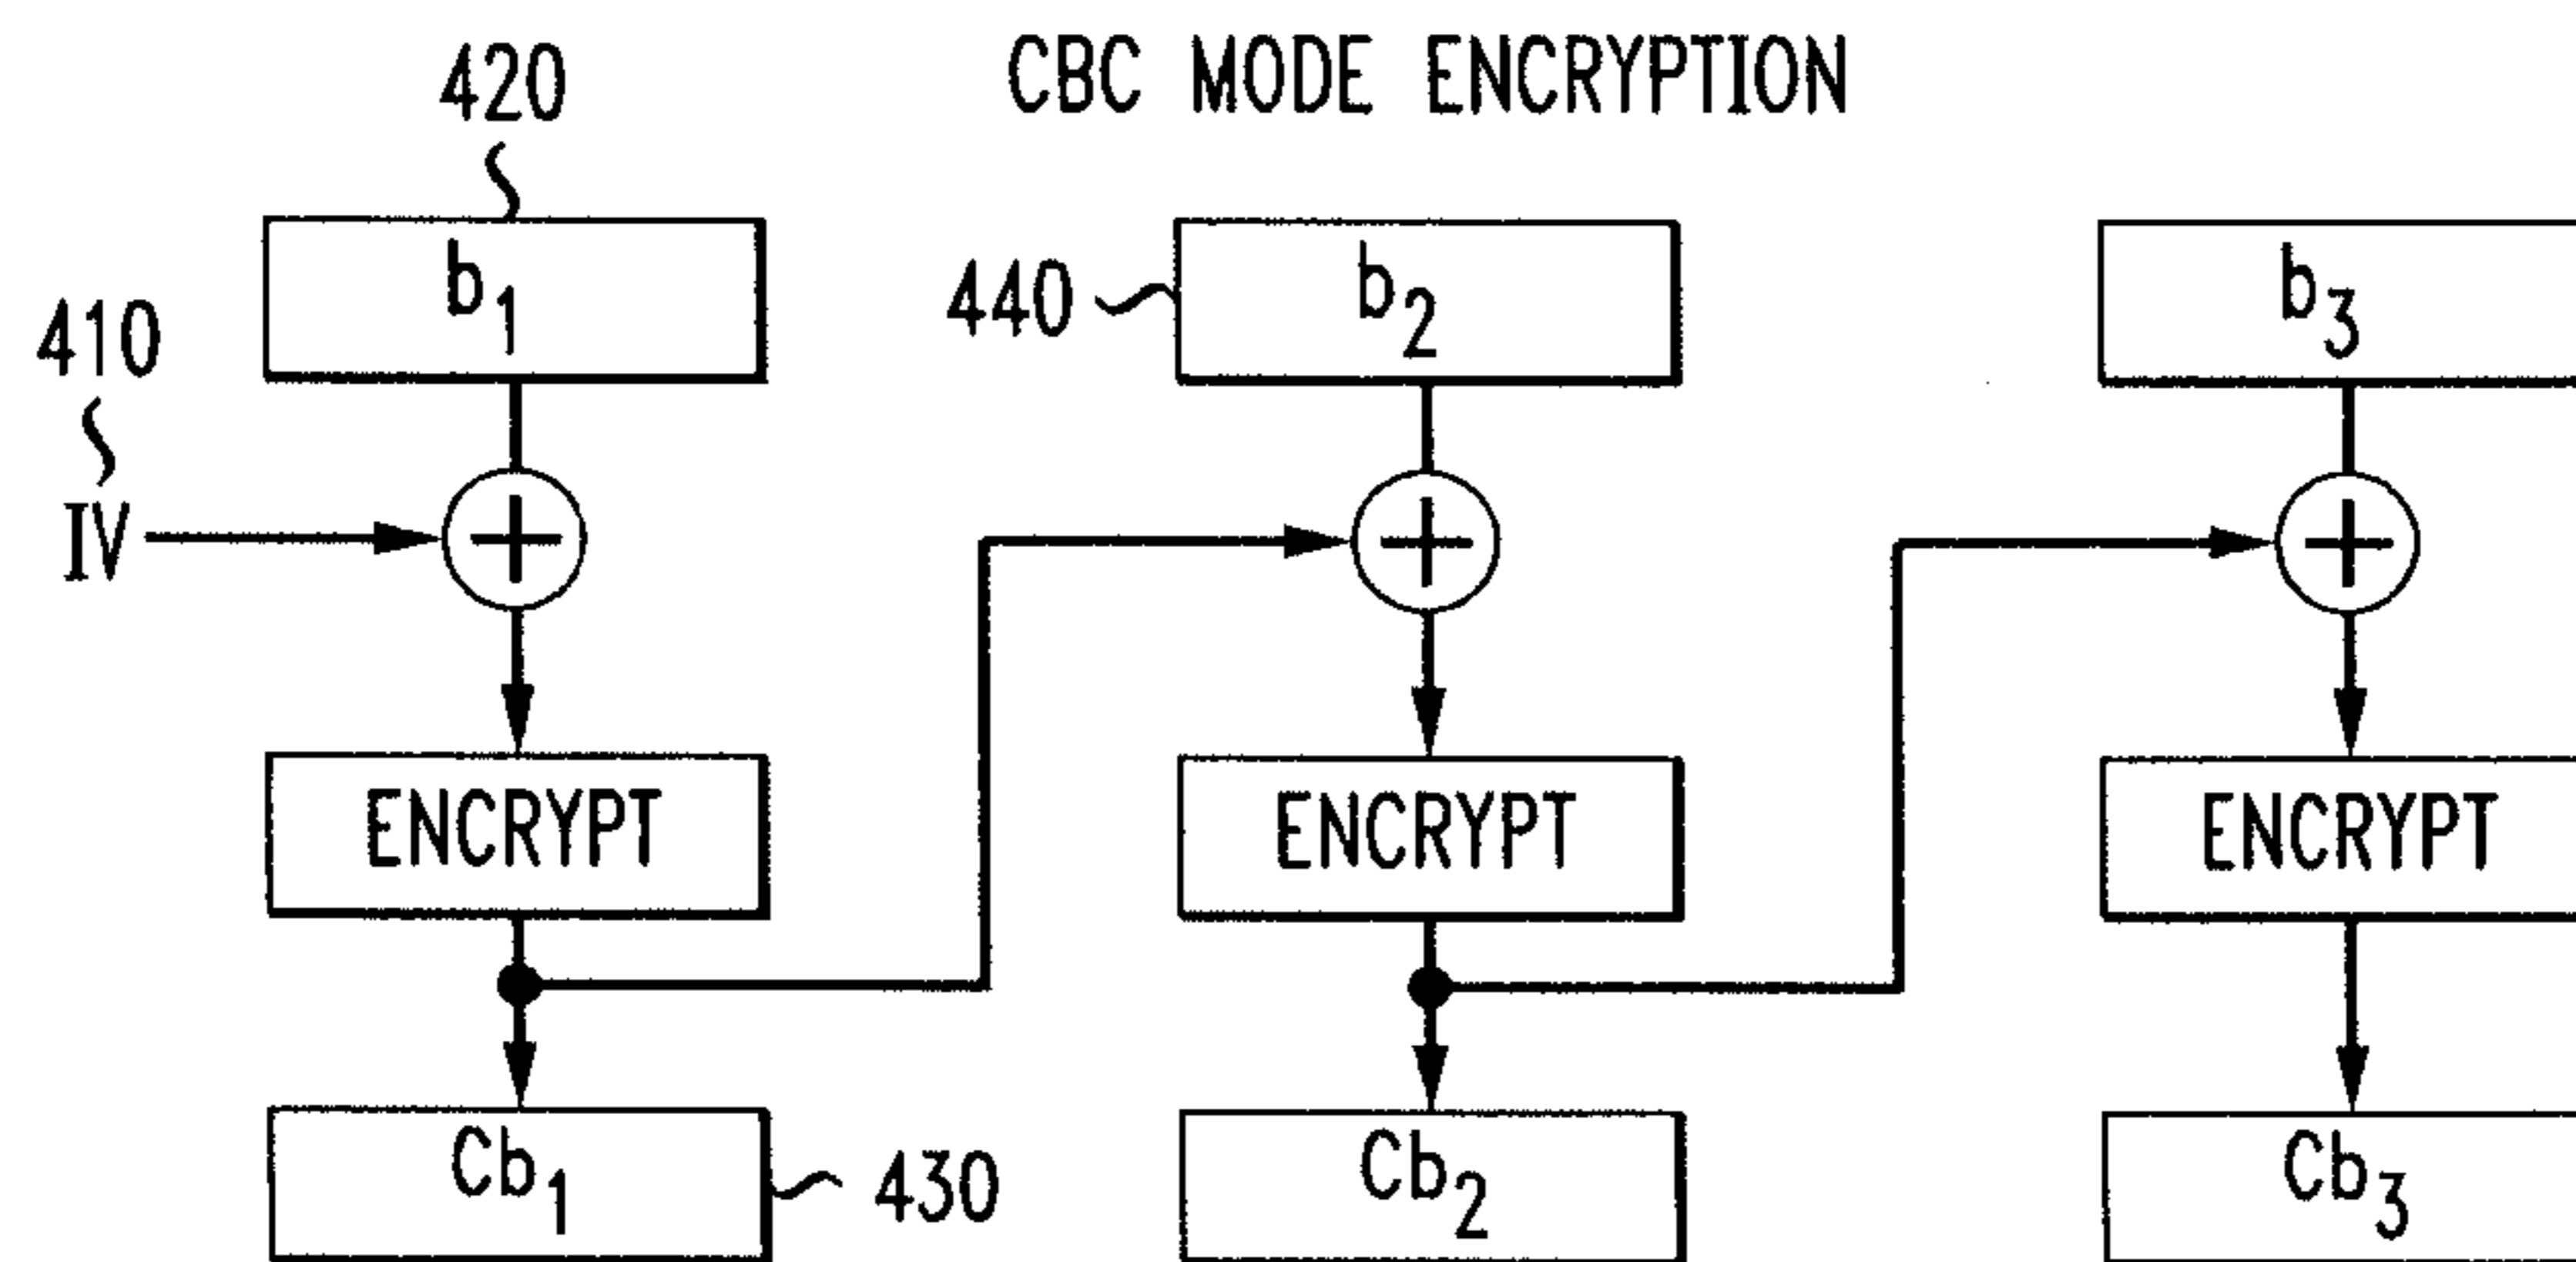 CBC MODE ENCRYPTION
420
b1
440
b2
b3
410
IV
ENCRYPT
ENCRYPT
ENCRYPT
Cb1
430
Cb2
Cb3